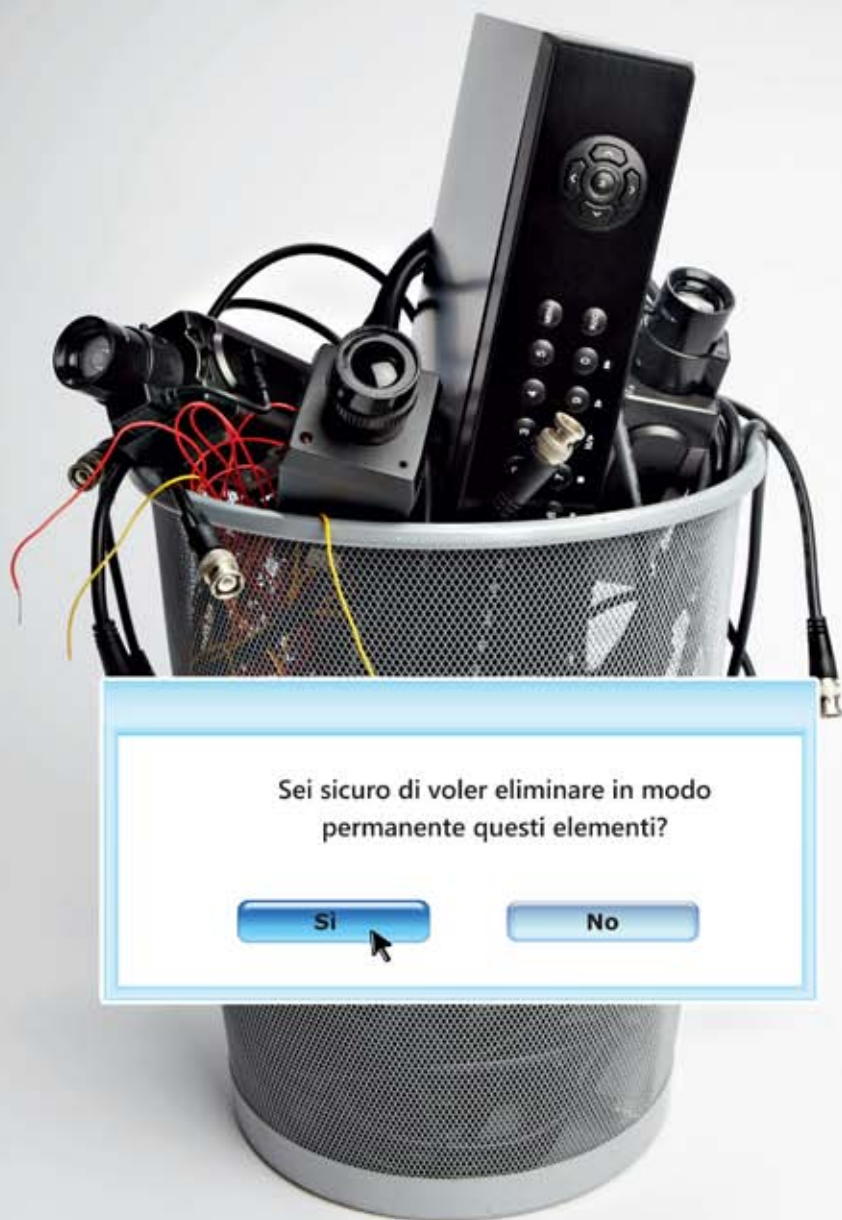 Sei sicuro di voler eliminare in modo
permanente questi elementi?
Sì
No